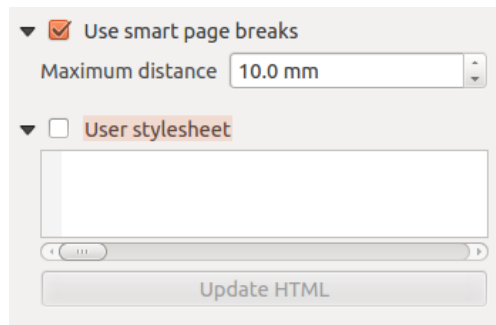 Use smart page breaks
Maximum distance 10.0 mm
User stylesheet
Update HTML